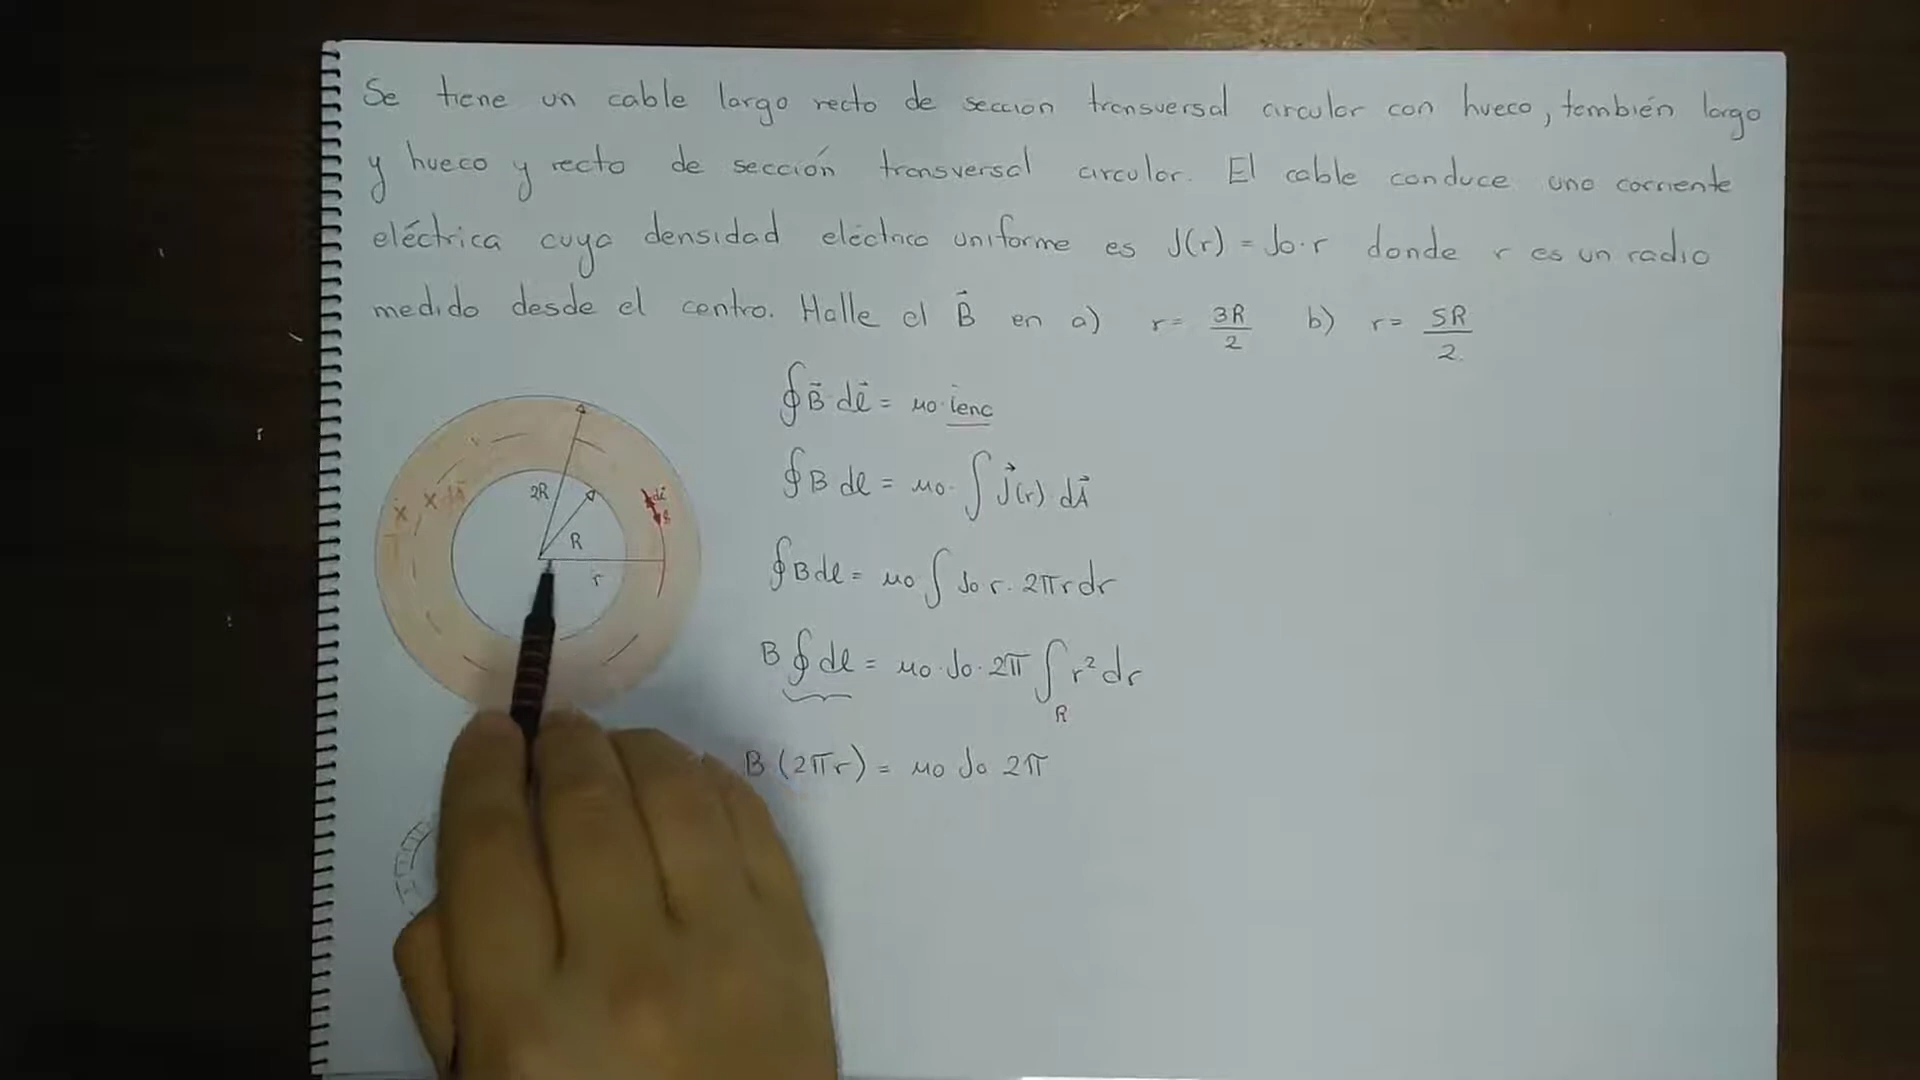 Se tiene un cable largo recto de seccion transversal circular con hueco, también largo
y hueco y recto de sección transversal circular. El cable conduce una corriente
eléctrica cuya densidad eléctrica uniforme es J(r) = Jo·r donde r es un radio
medido desde el centro. Halle el B⃗ en a) r = 3R/2 b) r = 5R/2.
∮B⃗·dl⃗ = μo·ienc
∮B dl = μo·∫J⃗(r) dA⃗
∮B dl = μo ∫Jo r. 2πr dr
B∮dl = μo·Jo·2π ∫_R r² dr
B (2πr) = μo Jo 2π
2R
R
r
x
x dA⃗
dl⃗